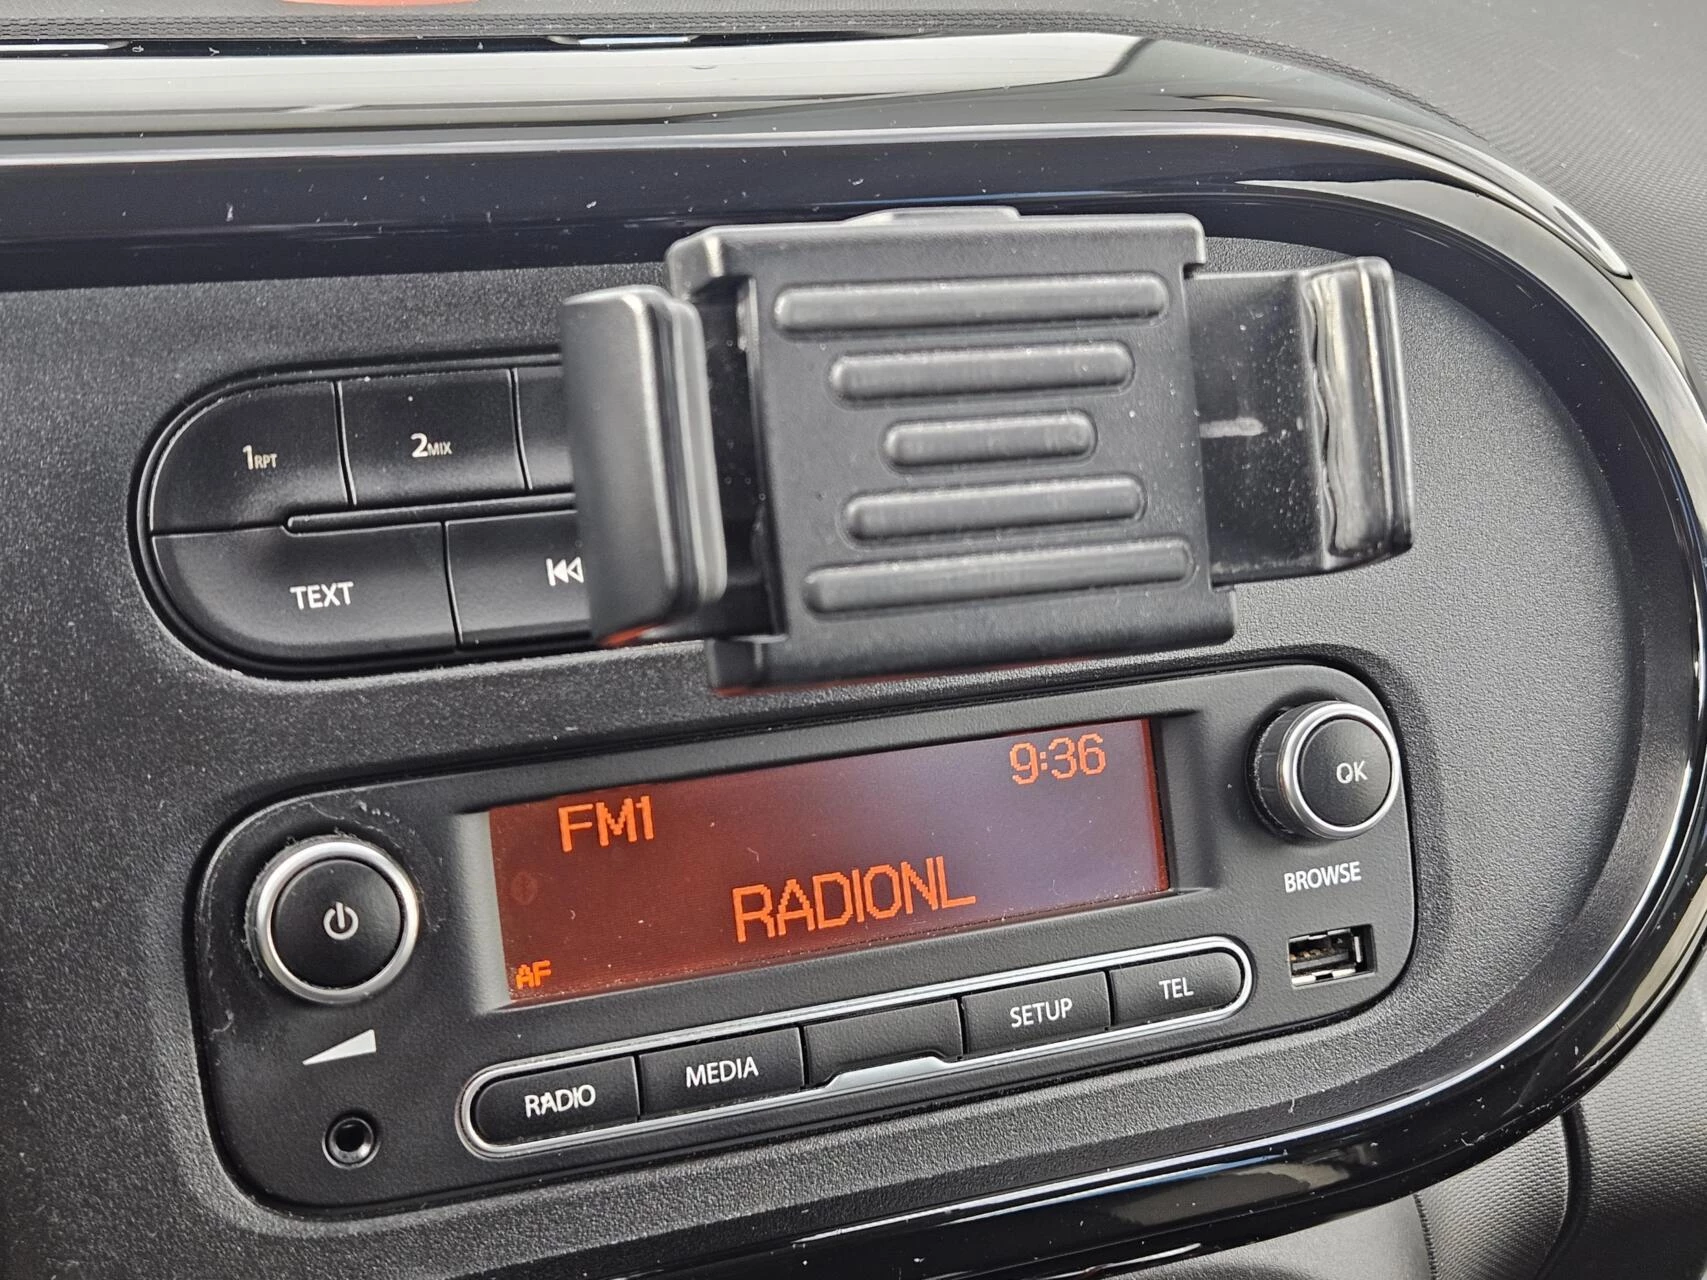 1RPT
2MIX
TEXT
9:36
FM1
RADIONL
AF
OK
BROWSE
RADIO
MEDIA
SETUP
TEL